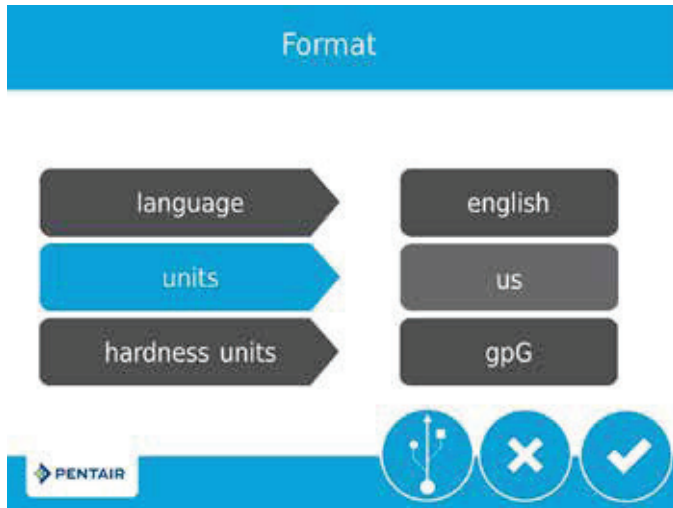 Format
language english
units us
hardness units gpG
PENTAIR